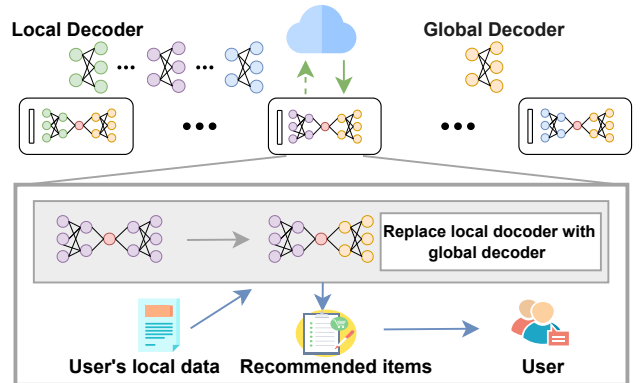 Local Decoder
Global Decoder
Replace local docoder with
global decoder
User's local data
Recommended items
User